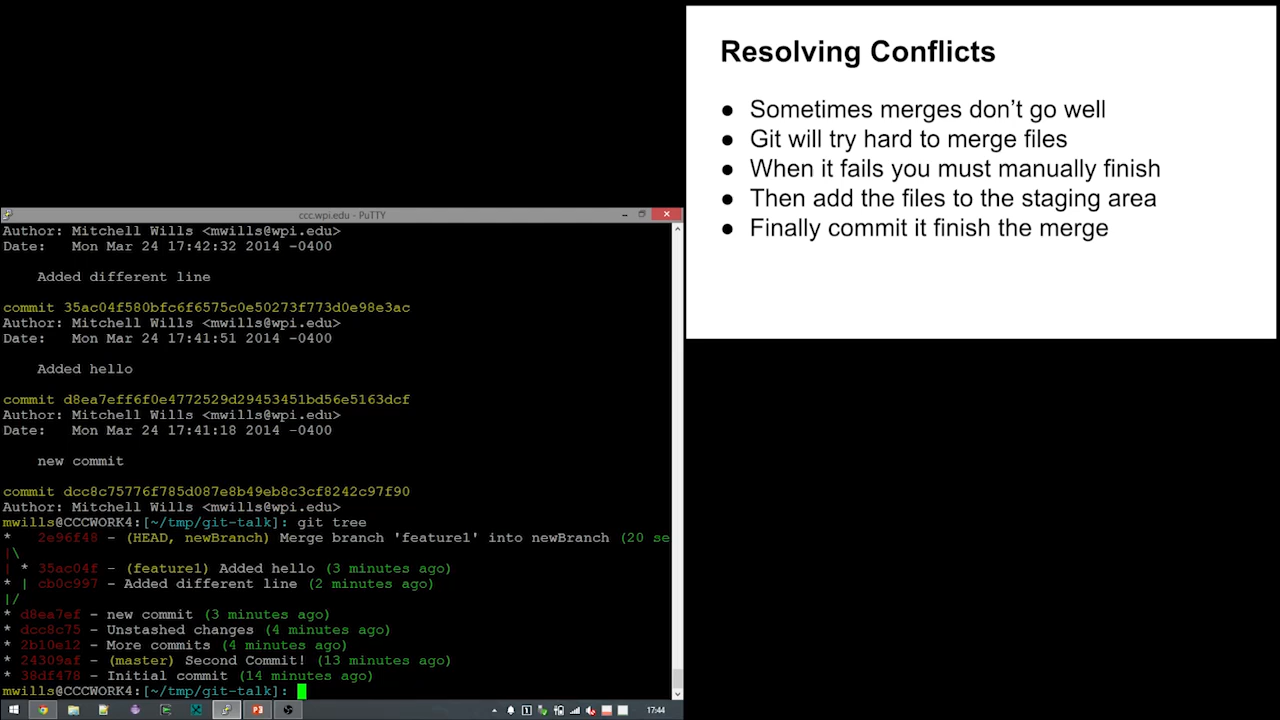 Resolving Conflicts
● Sometimes merges don’t go well
● Git will try hard to merge files
● When it fails you must manually finish
● Then add the files to the staging area
● Finally commit it finish the merge
ccc.wpi.edu - PuTTY
Author: Mitchell Wills <mwills@wpi.edu>
Date:   Mon Mar 24 17:42:32 2014 -0400
Added different line
commit 35ac04f580bfc6f6575c0e50273f773d0e98e3ac
Author: Mitchell Wills <mwills@wpi.edu>
Date:   Mon Mar 24 17:41:51 2014 -0400
Added hello
commit d8ea7eff6f0e4772529d29453451bd56e5163dcf
Author: Mitchell Wills <mwills@wpi.edu>
Date:   Mon Mar 24 17:41:18 2014 -0400
new commit
commit dcc8c75776f785d087e8b49eb8c3cf8242c97f90
Author: Mitchell Wills <mwills@wpi.edu>
mwills@CCCWORK4:[~/tmp/git-talk]: git tree
*   2e96f48 - (HEAD, newBranch) Merge branch 'feature1' into newBranch (20 se
|\
| * 35ac04f - (feature1) Added hello (3 minutes ago)
* | cb0c997 - Added different line (2 minutes ago)
|/
* d8ea7ef - new commit (3 minutes ago)
* dcc8c75 - Unstashed changes (4 minutes ago)
* 2b10e12 - More commits (4 minutes ago)
* 24309af - (master) Second Commit! (13 minutes ago)
* 38df478 - Initial commit (14 minutes ago)
mwills@CCCWORK4:[~/tmp/git-talk]:
17:44